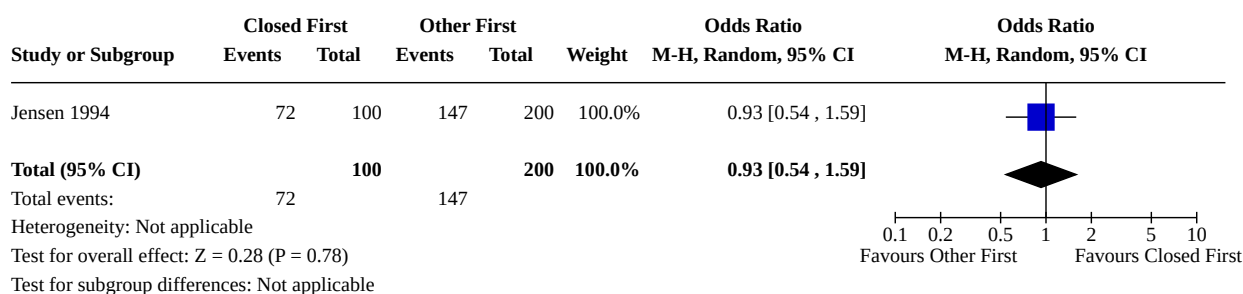 Closed First Other First Odds Ratio Odds Ratio
Study or Subgroup Events Total Events Total Weight M-H, Random, 95% CI M-H, Random, 95% CI
Jensen 1994 72 100 147 200 100.0% 0.93 [0.54 , 1.59]
Total (95% CI) 100 200 100.0% 0.93 [0.54 , 1.59]
Total events: 72 147
Heterogeneity: Not applicable
0.1 0.2 0.5 1 2 5 10
Test for overall effect: Z = 0.28 (P = 0.78) Favours Other First Favours Closed First
Test for subgroup differences: Not applicable